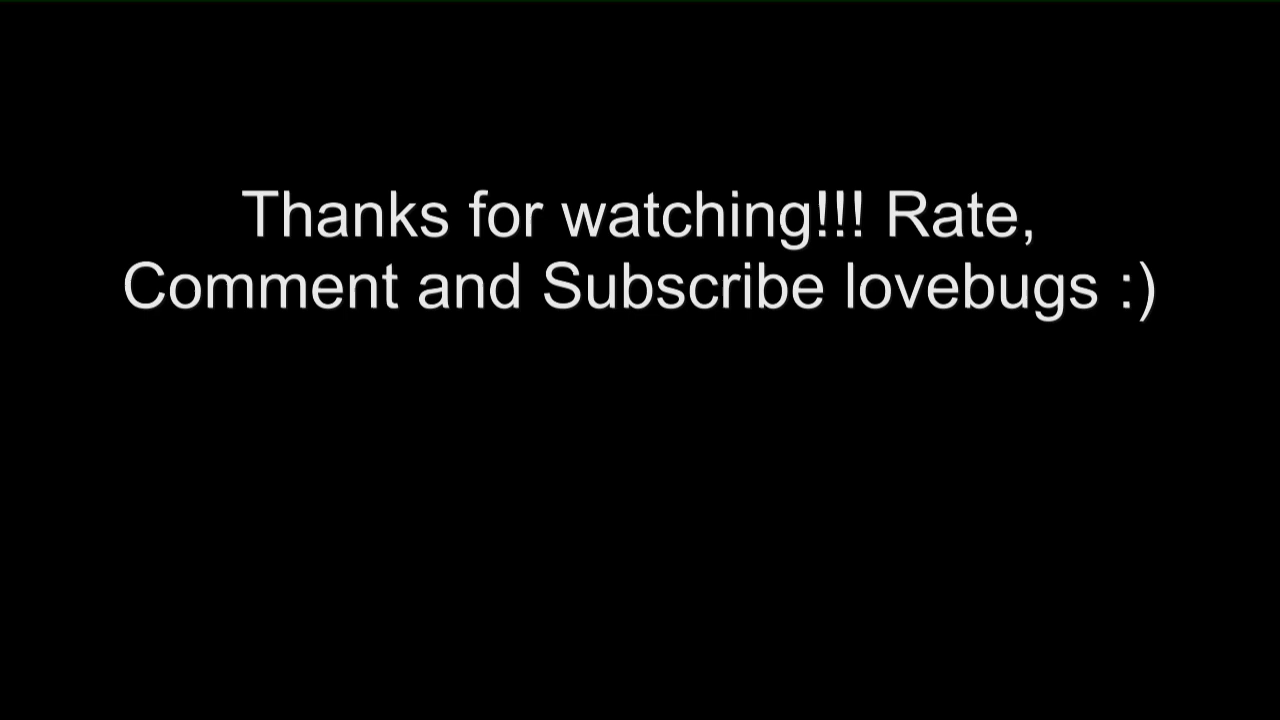 Thanks for watching!!! Rate,
Comment and Subscribe lovebugs :)